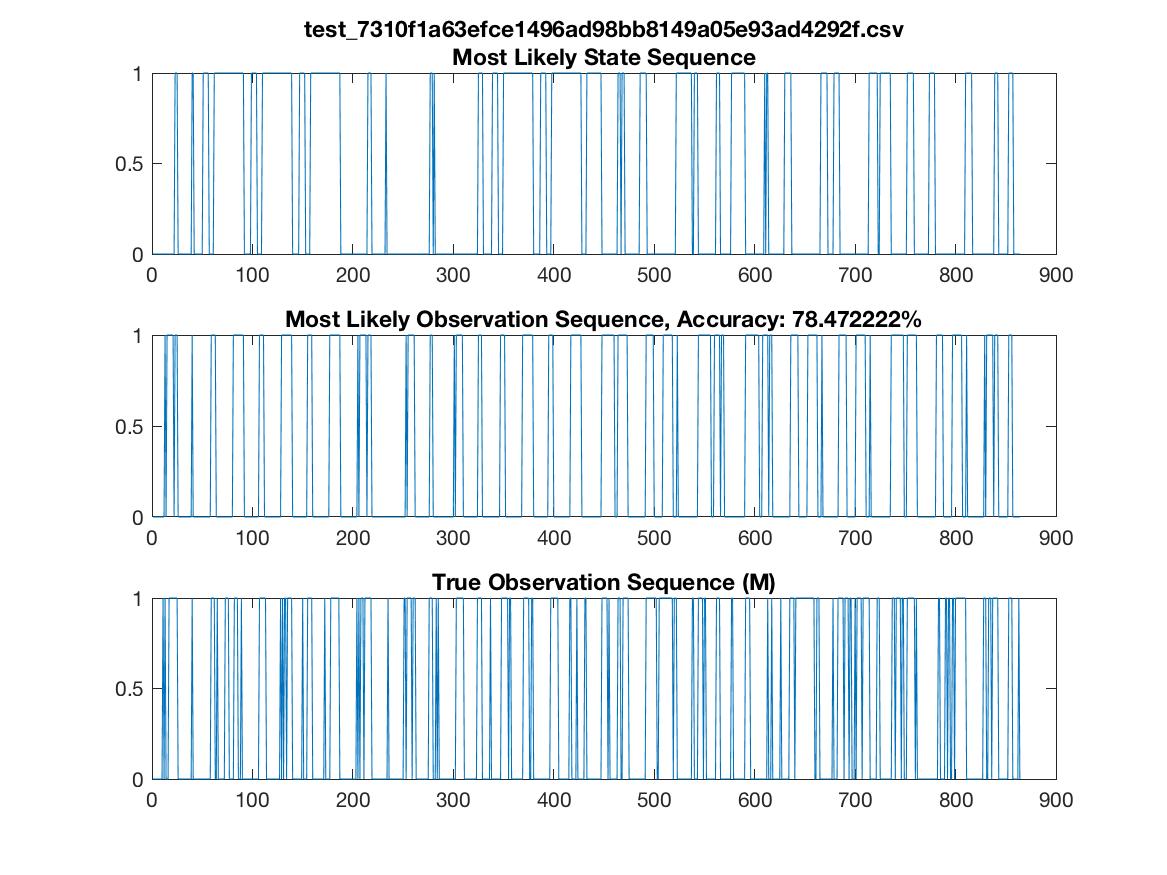 test_7310f1a63efce1496ad98bb8149a05e93ad4292f.csv
Most Likely State Sequence
1
0.5
0
0 100 200 300 400 500 600 700 800 900
Most Likely Observation Sequence, Accuracy: 78.472222%
1
0.5
0
0 100 200 300 400 500 600 700 800 900
True Observation Sequence (M)
1
0.5
0
0 100 200 300 400 500 600 700 800 900